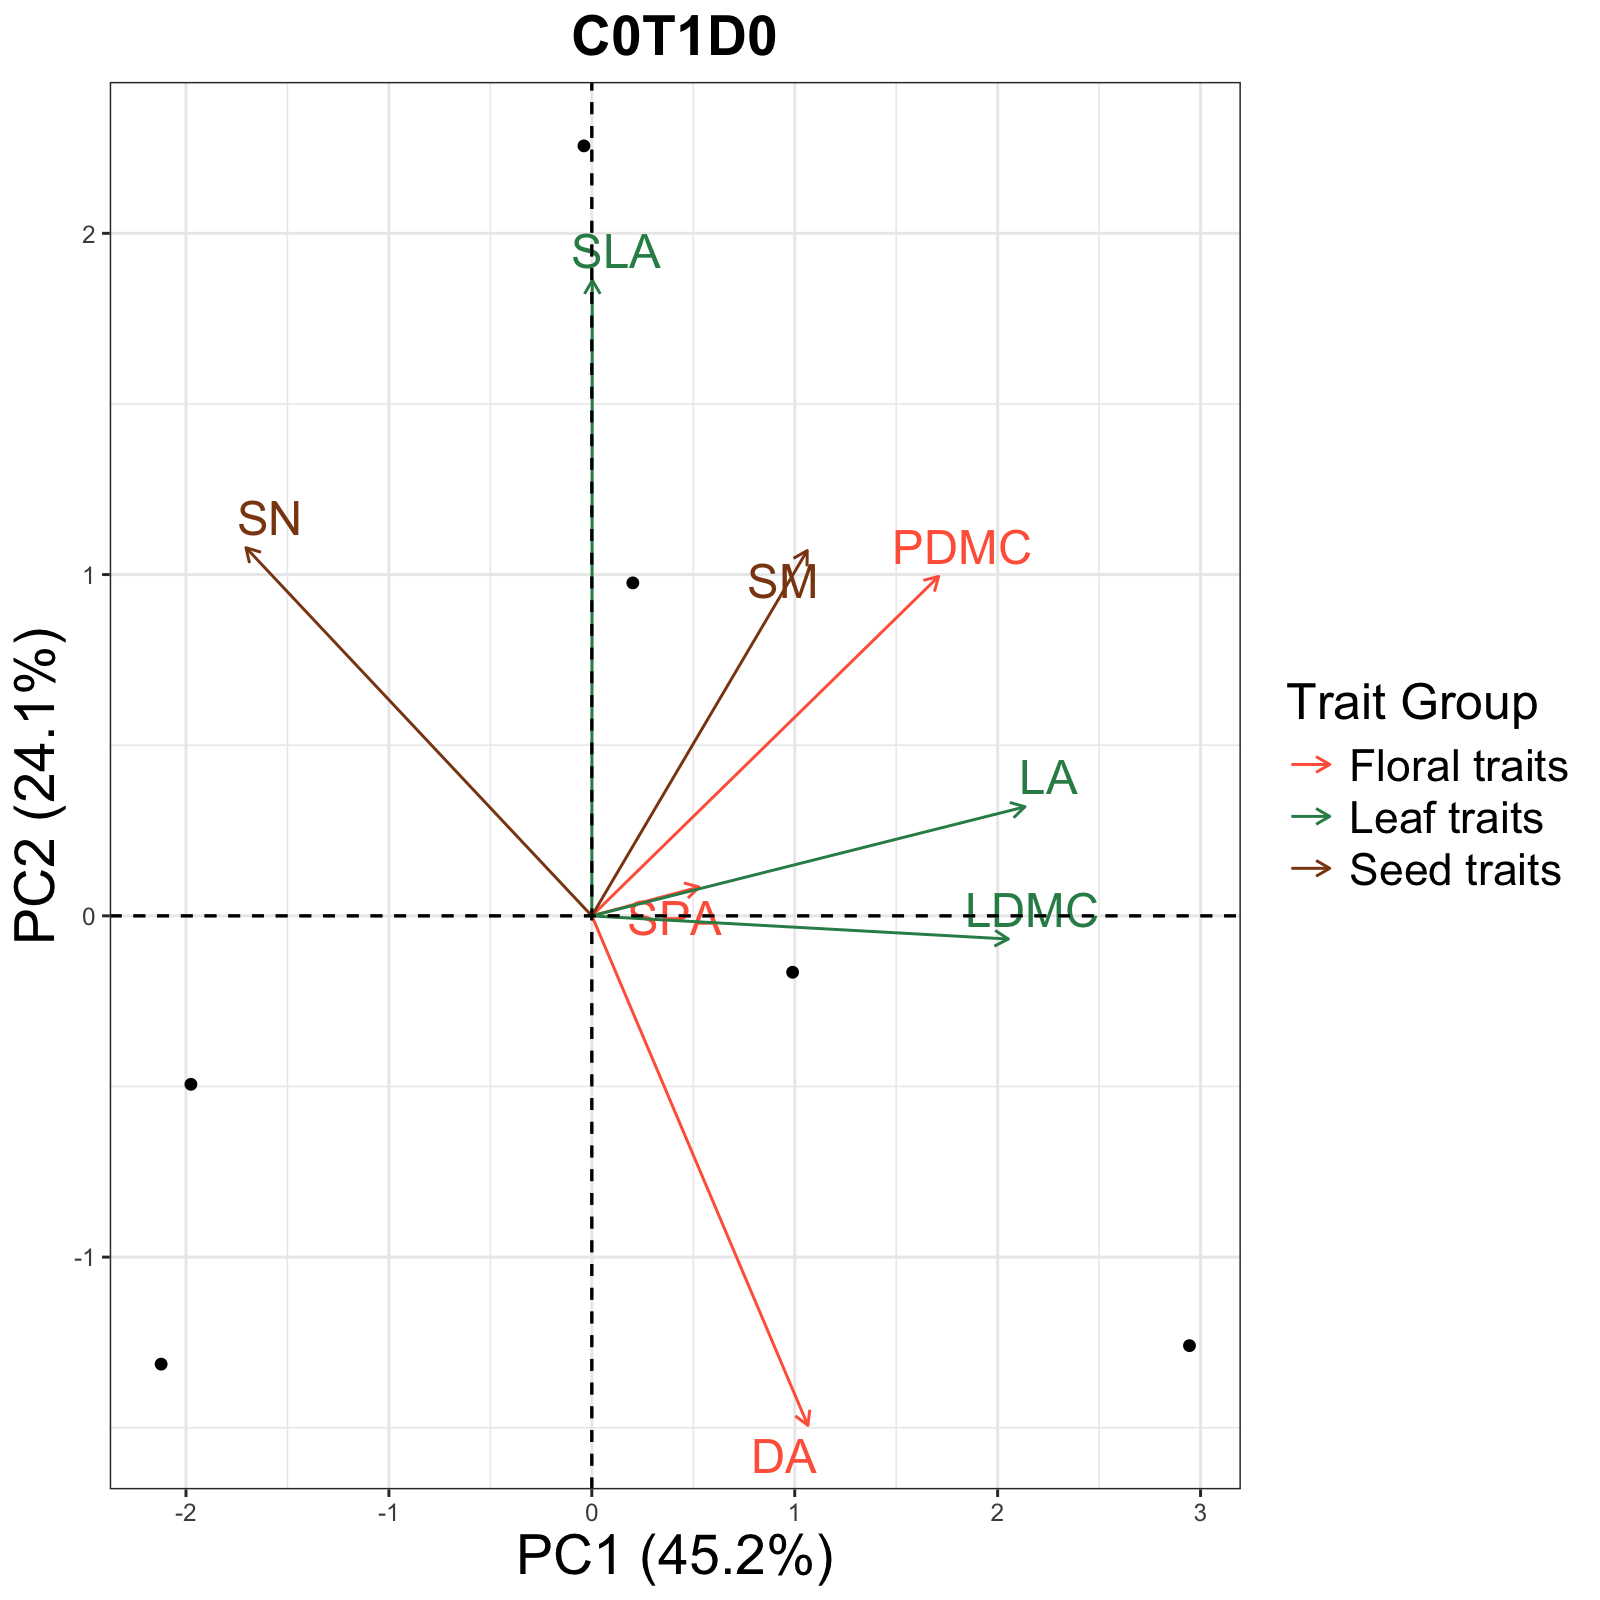 C0T1D0
PC2 (24.1%)
2
1
0
-1
SLA
SN
SM
PDMC
LA
SPA
LDMC
DA
-2
-1
0
1
2
3
PC1 (45.2%)
Trait Group
Floral traits
Leaf traits
Seed traits